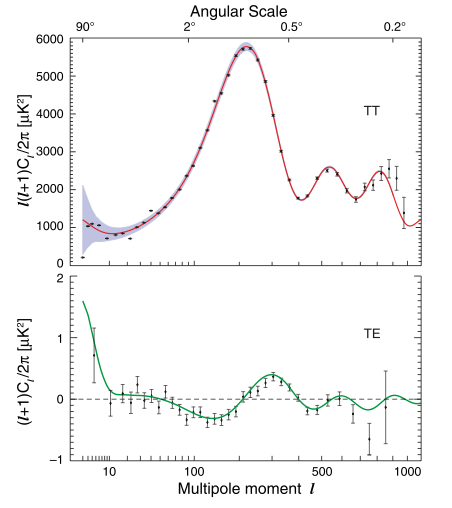 Angular Scale
90° 2° 0.5° 0.2°
6000
5000
4000
3000
2000
1000
0
l(l+1)Cl/2π [μK²]
TT
2
1
0
−1
(l+1)Cl/2π [μK²]
TE
10 100 500 1000
Multipole moment l